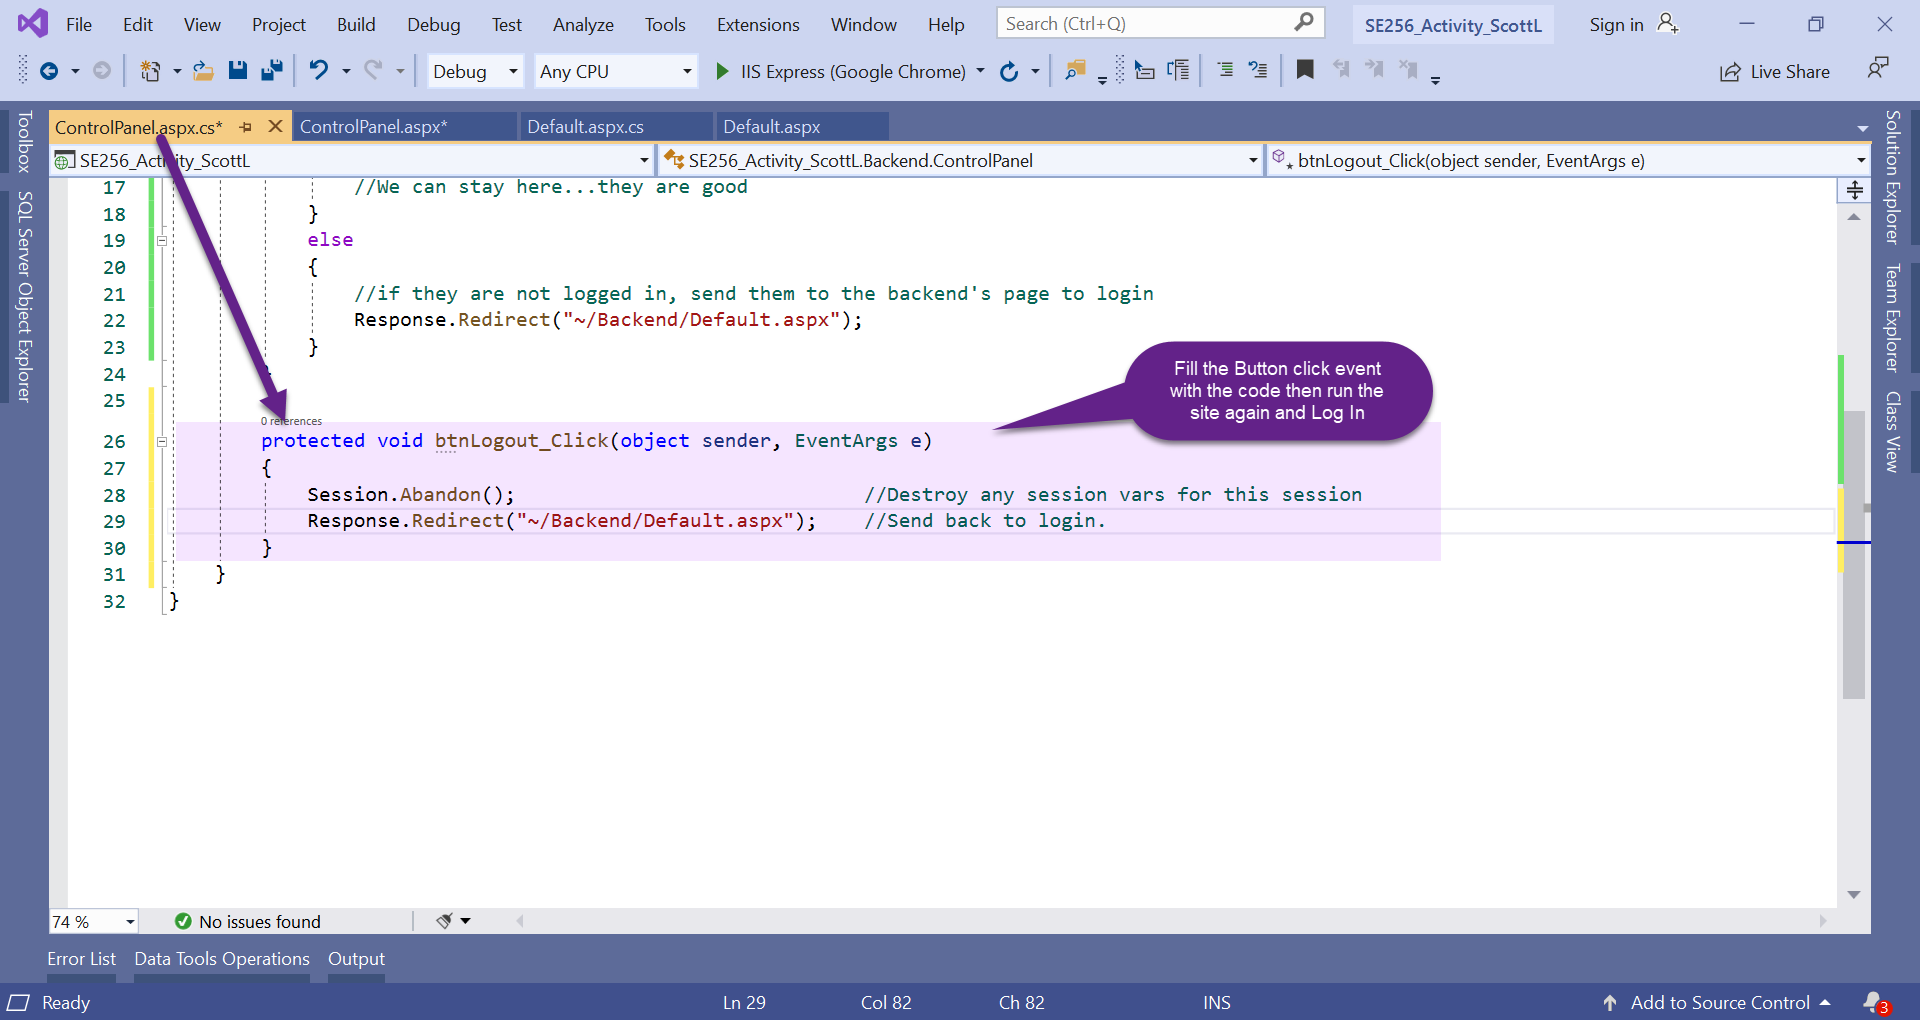 File Edit View Project Build Debug Test Analyze Tools Extensions Window Help Search (Ctrl+Q) SE256_Activity_ScottL Sign in
Debug Any CPU IIS Express (Google Chrome) Live Share
ControlPanel.aspx.cs* ControlPanel.aspx* Default.aspx.cs Default.aspx
SE256_Activity_ScottL SE256_Activity_ScottL.Backend.ControlPanel btnLogout_Click(object sender, EventArgs e)
Toolbox
SQL Server Object Explorer
Solution Explorer
Team Explorer
Class View
17 //We can stay here...they are good
18 }
19 else
20 {
21 //if they are not logged in, send them to the backend's page to login
22 Response.Redirect("~/Backend/Default.aspx");
23 }
24 }
25
0 references
26 protected void btnLogout_Click(object sender, EventArgs e)
27 {
28 Session.Abandon(); //Destroy any session vars for this session
29 Response.Redirect("~/Backend/Default.aspx"); //Send back to login.
30 }
31 }
32 }
Fill the Button click event
with the code then run the
site again and Log In
74 % No issues found
Error List Data Tools Operations Output
Ready Ln 29 Col 82 Ch 82 INS Add to Source Control 3